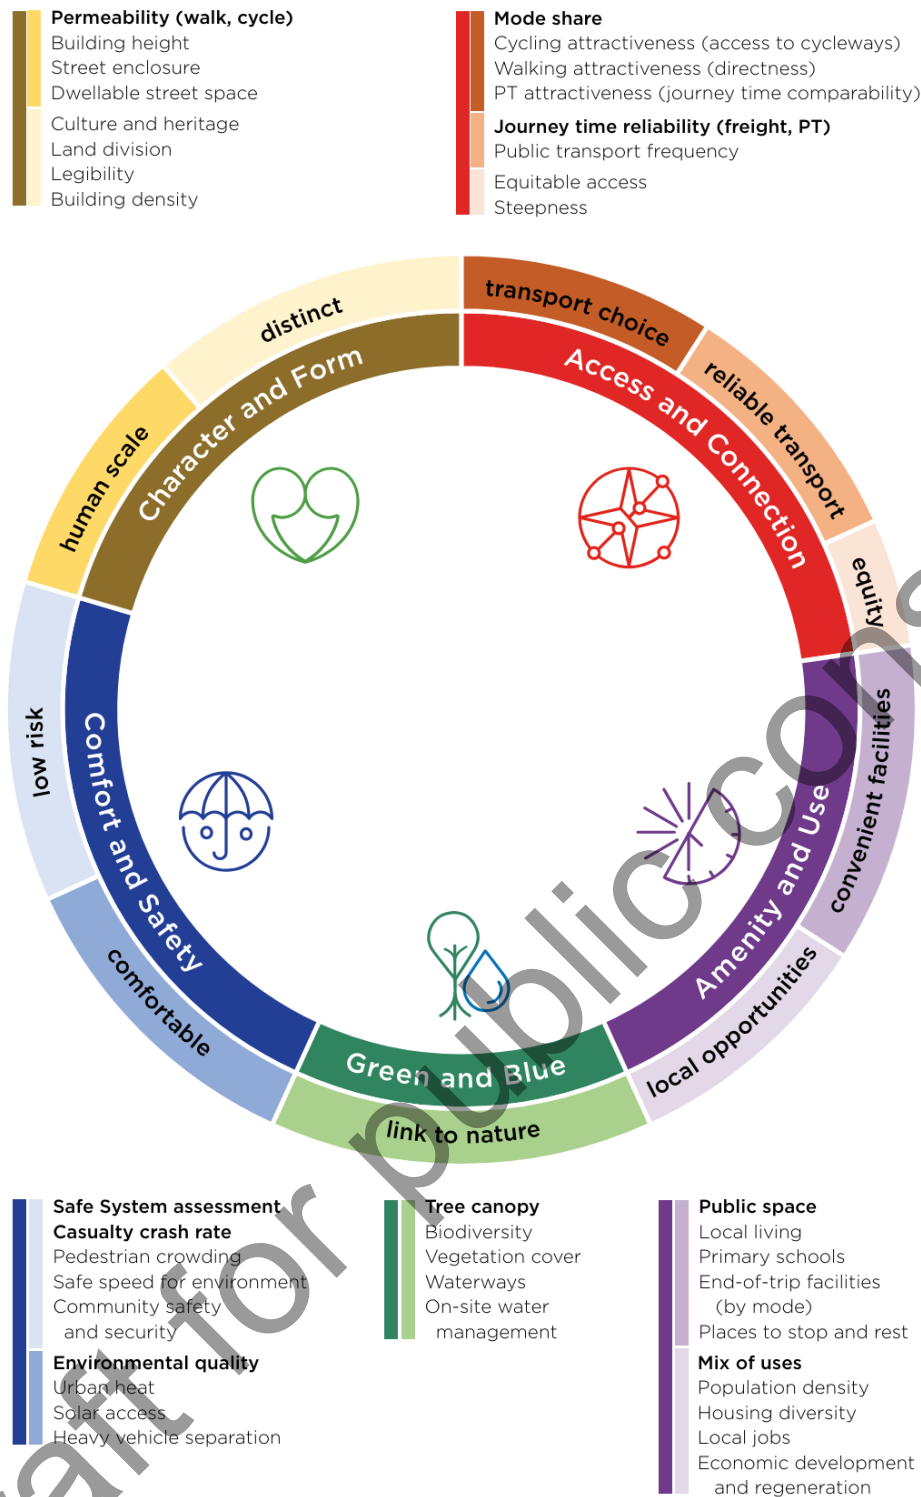 Permeability (walk, cycle)
Building height
Street enclosure
Dwellable street space
Culture and heritage
Land division
Legibility
Building density
Mode share
Cycling attractiveness (access to cycleways)
Walking attractiveness (directness)
PT attractiveness (journey time comparability)
Journey time reliability (freight, PT)
Public transport frequency
Equitable access
Steepness
distinct
transport choice
Character and Form
Access and Connection
human scale
reliable transport
equity
low risk
Comfort and Safety
Amenity and Use
convenient facilities
comfortable
Green and Blue
local opportunities
link to nature
Safe System assessment
Casualty crash rate
Pedestrian crowding
Safe speed for environment
Community safety
and security
Environmental quality
Urban heat
Solar access
Heavy vehicle separation
Tree canopy
Biodiversity
Vegetation cover
Waterways
On-site water
management
Public space
Local living
Primary schools
End-of-trip facilities
(by mode)
Places to stop and rest
Mix of uses
Population density
Housing diversity
Local jobs
Economic development
and regeneration
for public